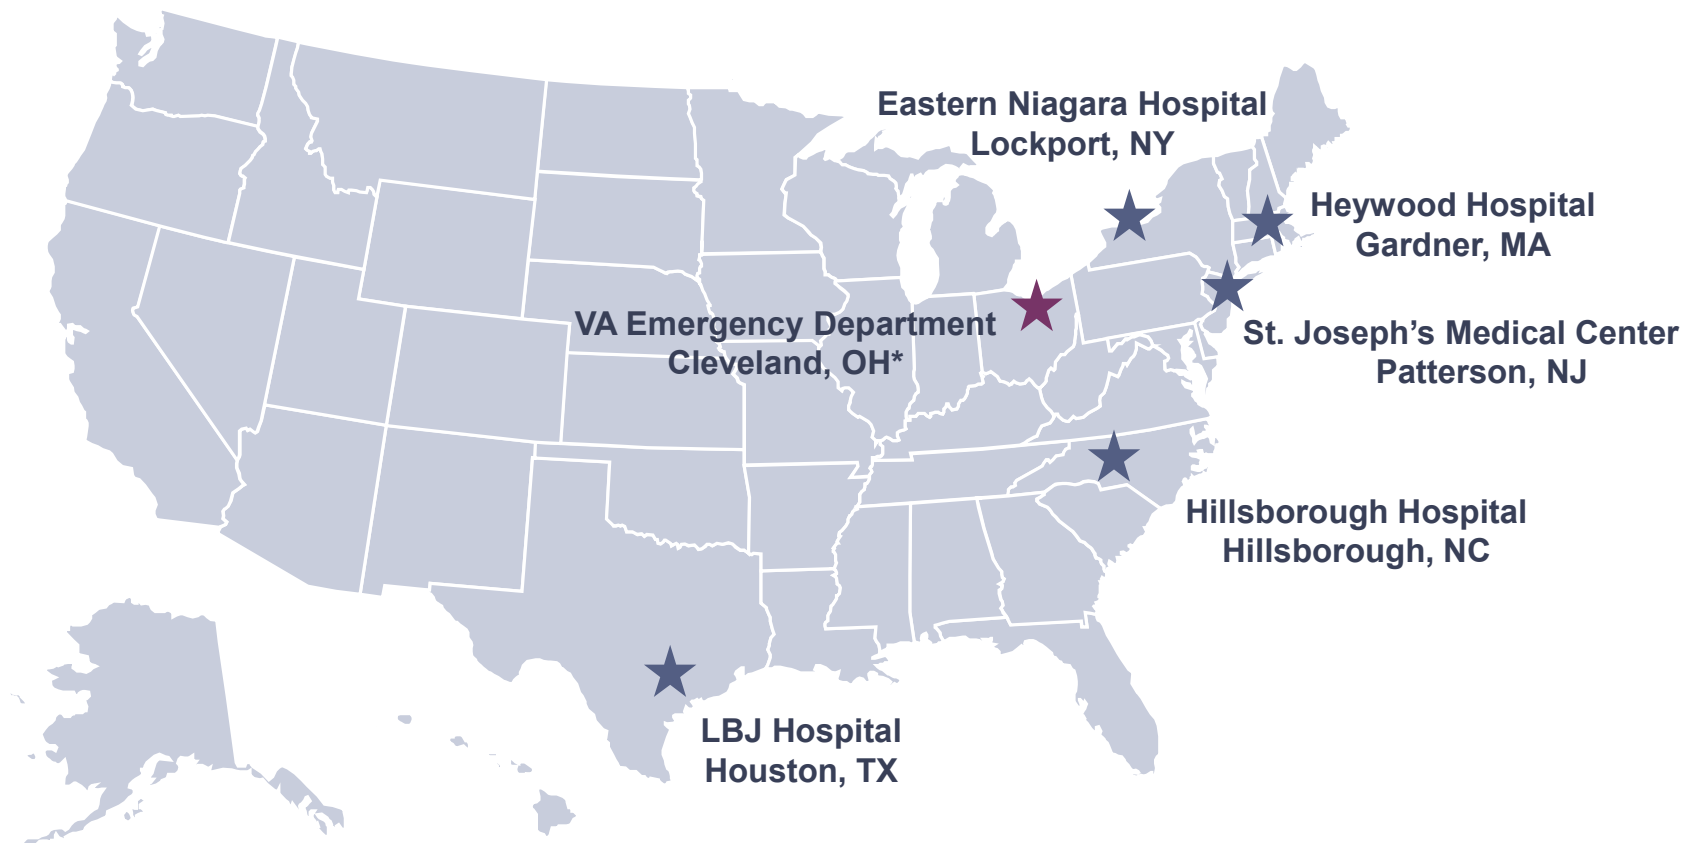 Eastern Niagara Hospital
Lockport, NY
Heywood Hospital
Gardner, MA
VA Emergency Department
Cleveland, OH*
St. Joseph’s Medical Center
Patterson, NJ
Hillsborough Hospital
Hillsborough, NC
LBJ Hospital
Houston, TX